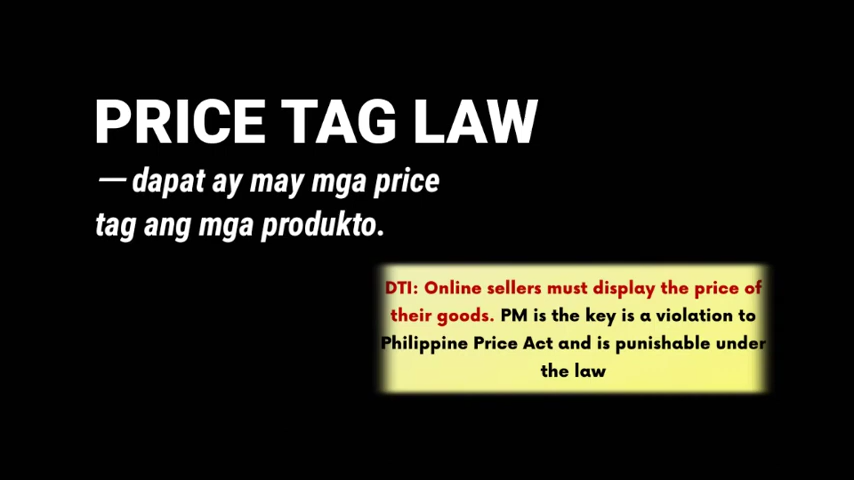 PRICE TAG LAW
— dapat ay may mga price
tag ang mga produkto.
DTI: Online sellers must display the price of
their goods. PM is the key is a violation to
Philippine Price Act and is punishable under
the law